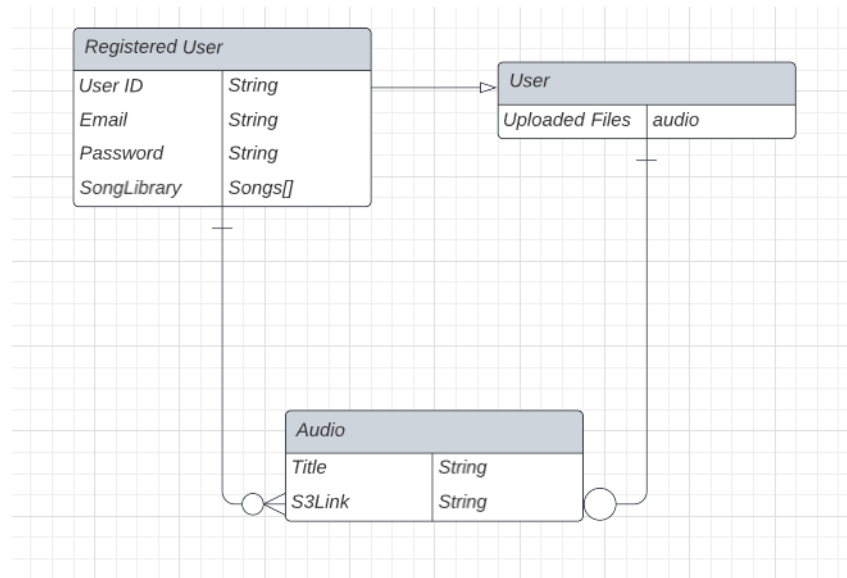 Registered User
User ID String
Email String
Password String
SongLibrary Songs[]
User
Uploaded Files audio
Audio
Title String
S3Link String